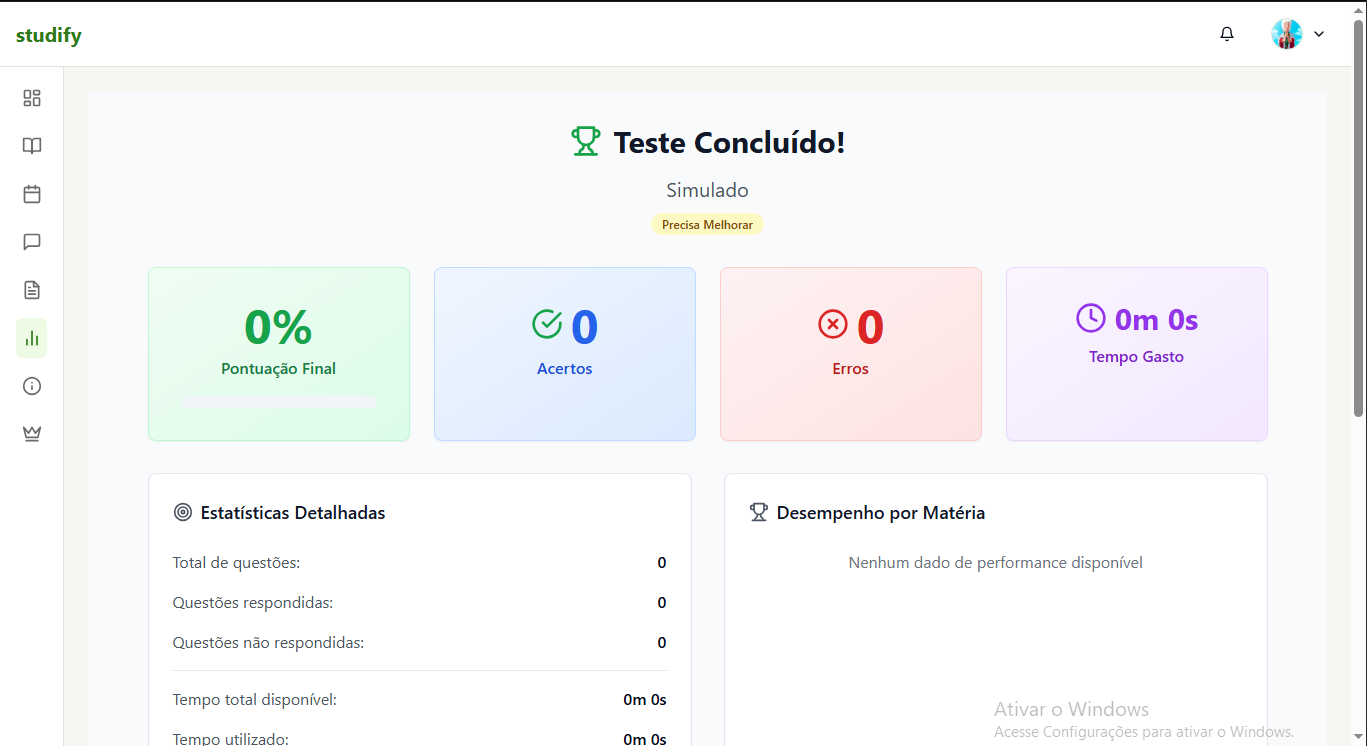 studify
Teste Concluído!
Simulado
Precisa Melhorar
0%
Pontuação Final
0
Acertos
0
Erros
0m 0s
Tempo Gasto
Estatísticas Detalhadas
Total de questões: 0
Questões respondidas: 0
Questões não respondidas: 0
Tempo total disponível: 0m 0s
Tempo utilizado: 0m 0s
Desempenho por Matéria
Nenhum dado de performance disponível
Ativar o Windows
Acesse Configurações para ativar o Windows.